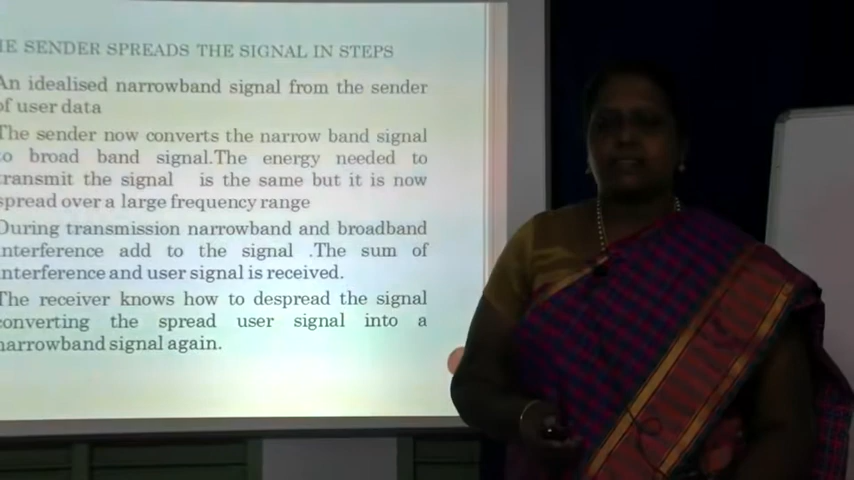 HE SENDER SPREADS THE SIGNAL IN STEPS
An idealised narrowband signal from the sender
of user data
The sender now converts the narrow band signal
to broad band signal.The energy needed to
transmit the signal is the same but it is now
spread over a large frequency range
During transmission narrowband and broadband
interference add to the signal .The sum of
interference and user signal is received.
The receiver knows how to despread the signal
converting the spread user signal into a
narrowband signal again.